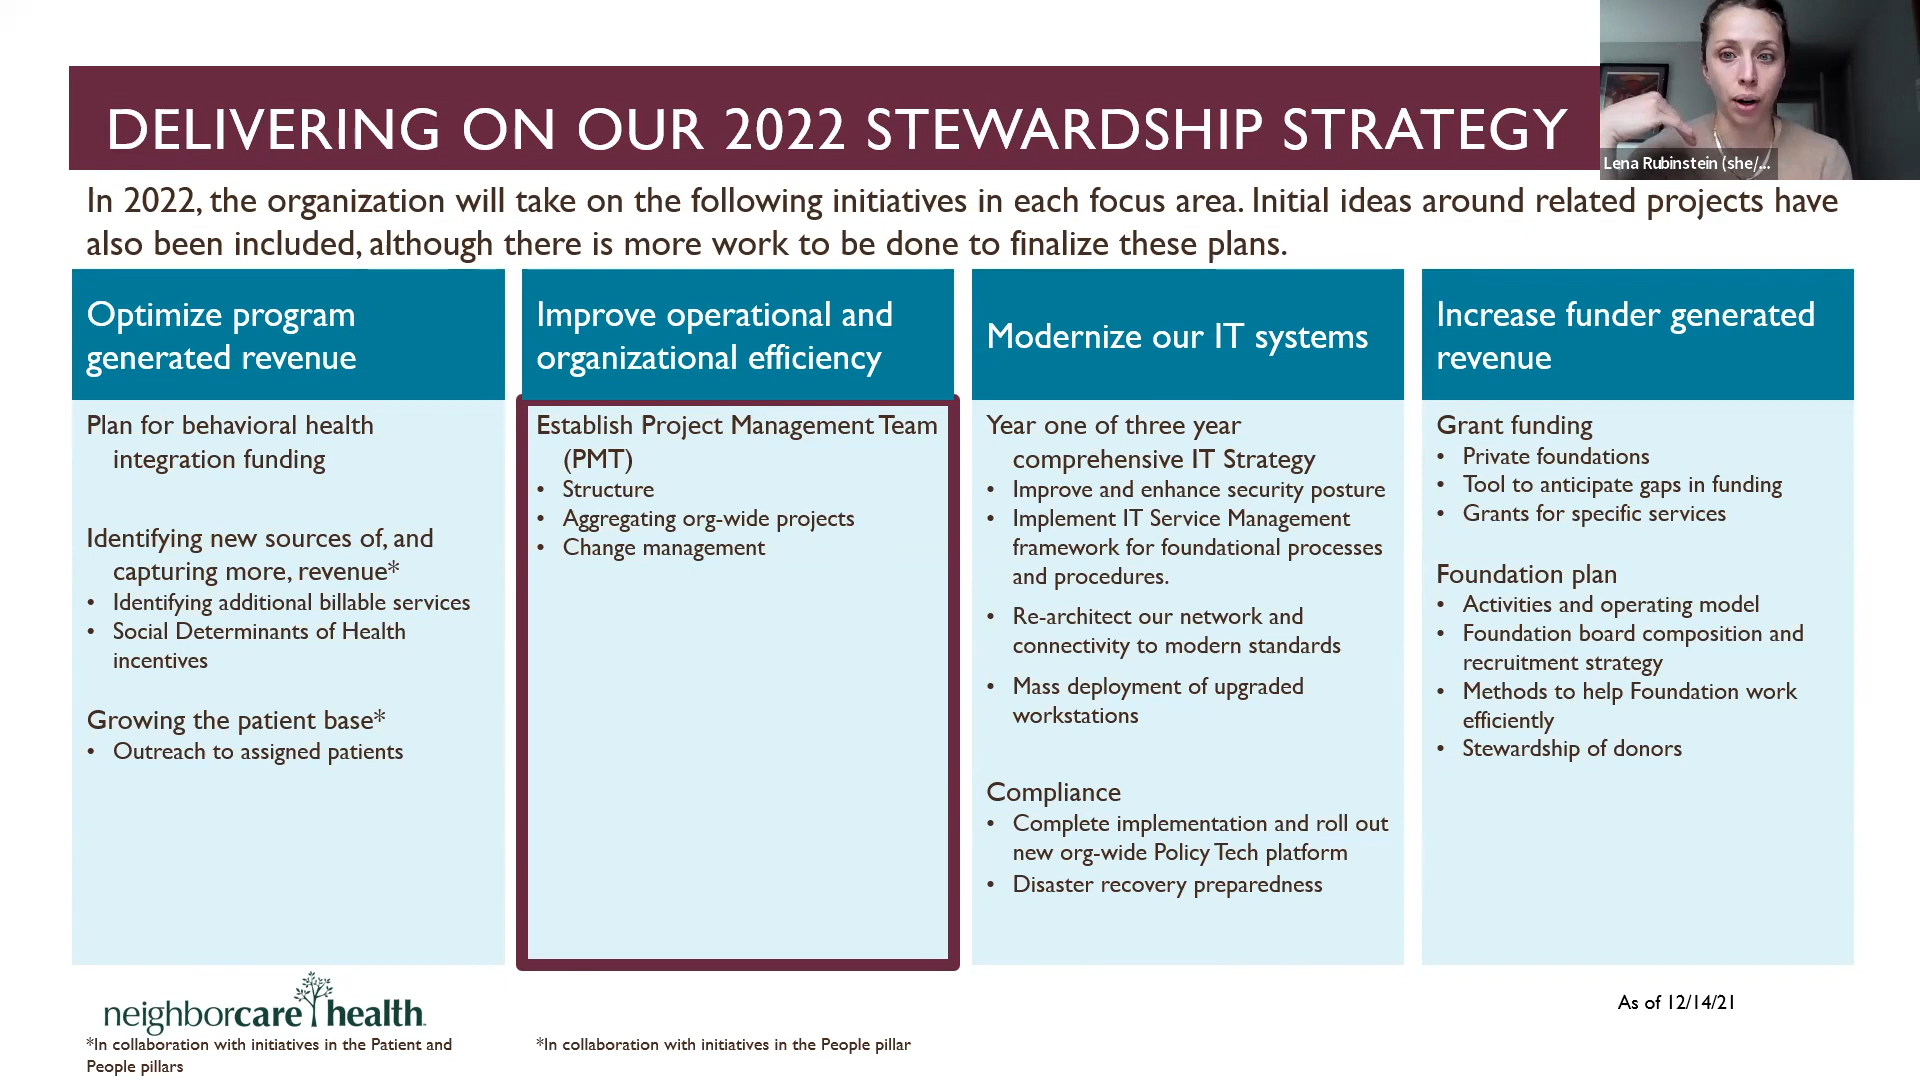 DELIVERING ON OUR 2022 STEWARDSHIP STRATEGY
Lena Rubinstein (she/...
In 2022, the organization will take on the following initiatives in each focus area. Initial ideas around related projects have
also been included, although there is more work to be done to finalize these plans.
Optimize program
generated revenue
Plan for behavioral health
integration funding
Identifying new sources of, and
capturing more, revenue*
• Identifying additional billable services
• Social Determinants of Health
incentives
Growing the patient base*
• Outreach to assigned patients
Improve operational and
organizational efficiency
Establish Project Management Team
(PMT)
• Structure
• Aggregating org-wide projects
• Change management
Modernize our IT systems
Year one of three year
comprehensive IT Strategy
• Improve and enhance security posture
• Implement IT Service Management
framework for foundational processes
and procedures.
• Re-architect our network and
connectivity to modern standards
• Mass deployment of upgraded
workstations
Compliance
• Complete implementation and roll out
new org-wide Policy Tech platform
• Disaster recovery preparedness
Increase funder generated
revenue
Grant funding
• Private foundations
• Tool to anticipate gaps in funding
• Grants for specific services
Foundation plan
• Activities and operating model
• Foundation board composition and
recruitment strategy
• Methods to help Foundation work
efficiently
• Stewardship of donors
neighborcare health
As of 12/14/21
*In collaboration with initiatives in the Patient and
People pillars
*In collaboration with initiatives in the People pillar